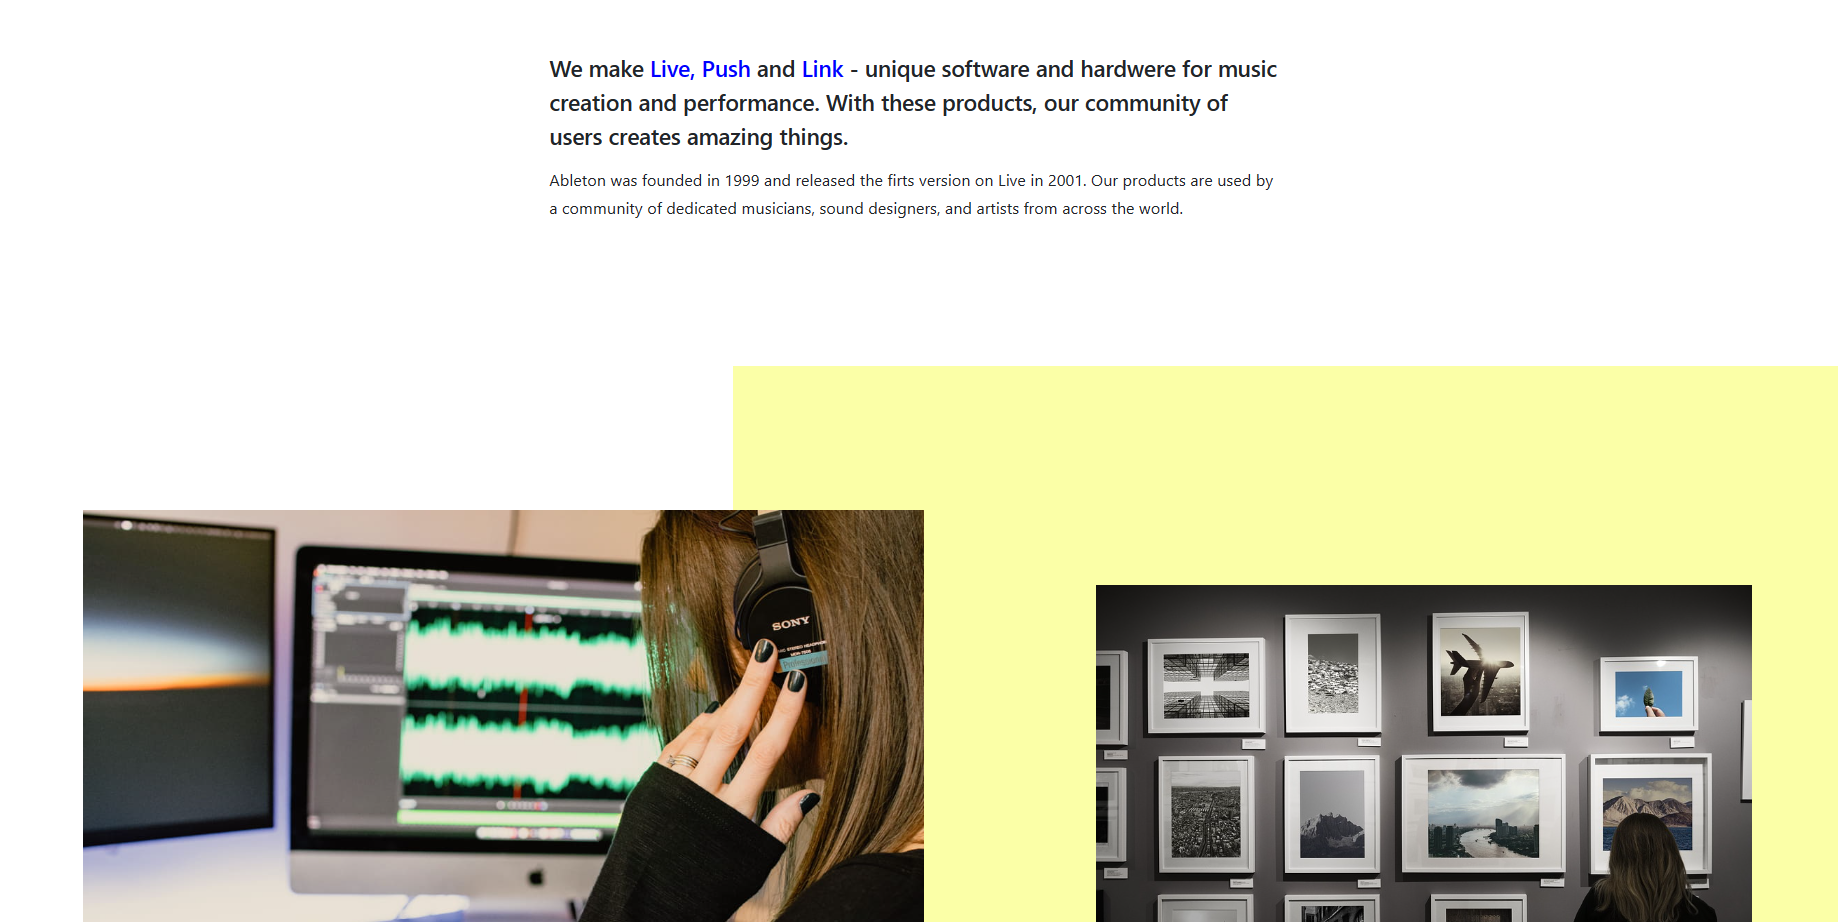 We make Live, Push and Link - unique software and hardwere for music
creation and performance. With these products, our community of
users creates amazing things.
Ableton was founded in 1999 and released the firts version on Live in 2001. Our products are used by
a community of dedicated musicians, sound designers, and artists from across the world.
SONY
Professional